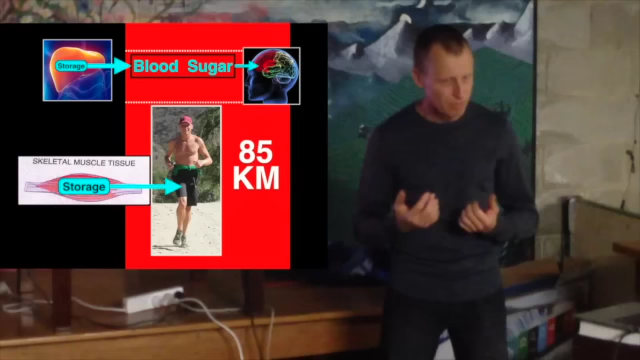 Storage
Blood Sugar
SKELETAL MUSCLE TISSUE
Storage
85
KM